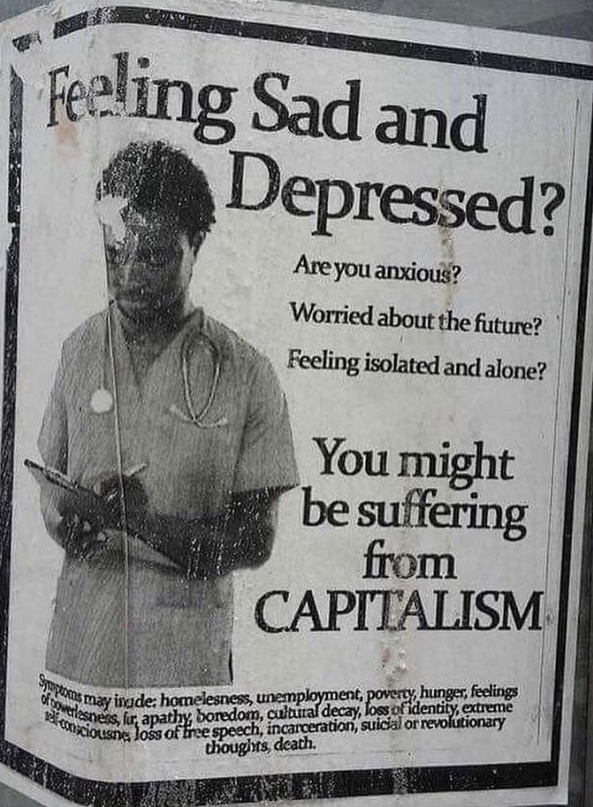 Feeling Sad and
Depressed?
Are you anxious?
Worried about the future?
Feeling isolated and alone?
You might
be suffering
from
CAPITALISM
Symptoms may include: homelesness, unemployment, poverty, hunger, feelings
of powerlesness, fear, apathy, boredom, cultural decay, loss of identity, extreme
self-consciousness, loss of free speech, incarceration, suicidal or revolutionary
thoughts, death.